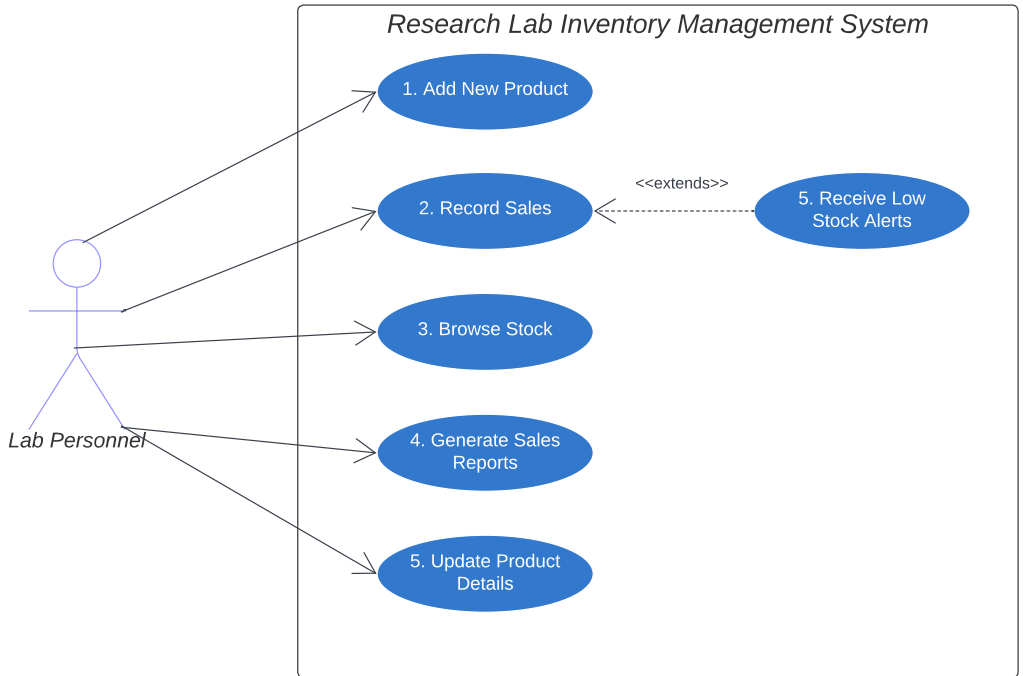 Research Lab Inventory Management System
1. Add New Product
2. Record Sales
<<extends>>
5. Receive Low
Stock Alerts
3. Browse Stock
4. Generate Sales
Reports
Lab Personnel
5. Update Product
Details